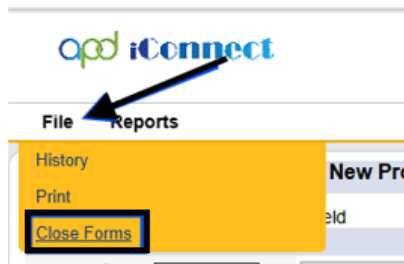 apd iConnect
File Reports
History
Print
New Pro
eld
Close Forms